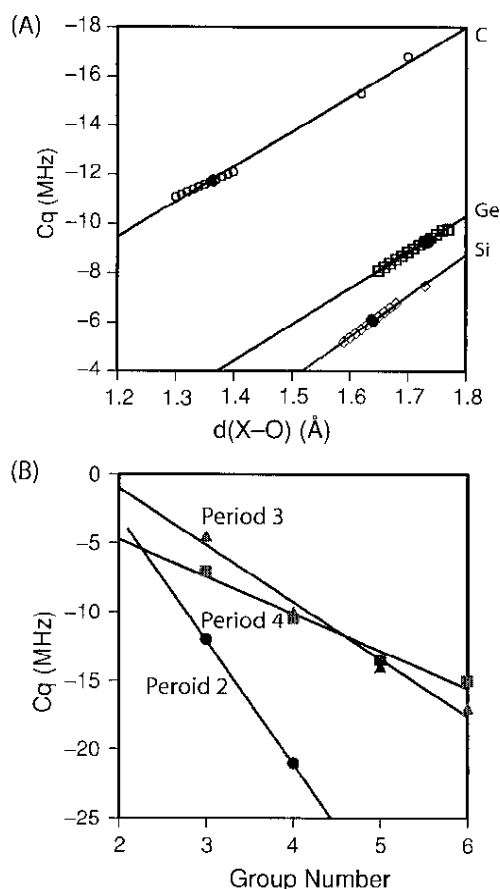 (A)
−18
−16
−14
−12
−10
−8
−6
−4
Cq (MHz)
C
Ge
Si
1.2 1.3 1.4 1.5 1.6 1.7 1.8
d(X–O) (Å)
(B)
0
−5
−10
−15
−20
−25
Cq (MHz)
Period 3
Period 4
Peroid 2
2 3 4 5 6
Group Number